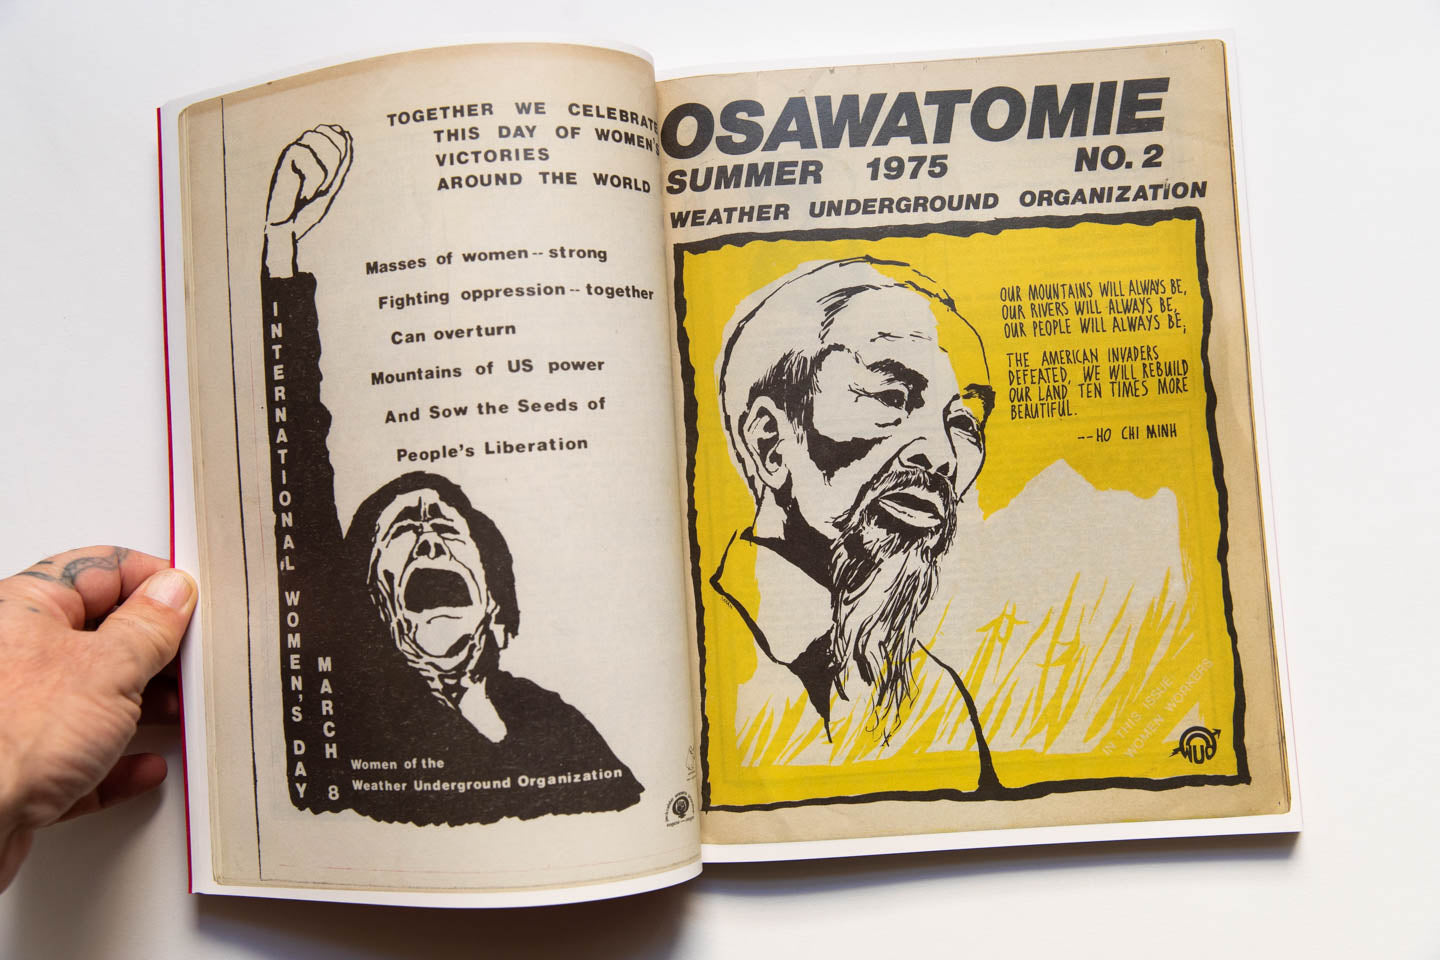 TOGETHER WE CELEBRATE
THIS DAY OF WOMEN'S
VICTORIES
AROUND THE WORLD
Masses of women -- strong
Fighting oppression -- together
Can overturn
Mountains of US power
And Sow the Seeds of
People's Liberation
INTERNATIONAL WOMEN'S DAY
MARCH 8
Women of the
Weather Underground Organization
OSAWATOMIE
SUMMER 1975 NO. 2
WEATHER UNDERGROUND ORGANIZATION
OUR MOUNTAINS WILL ALWAYS BE,
OUR RIVERS WILL ALWAYS BE,
OUR PEOPLE WILL ALWAYS BE;
THE AMERICAN INVADERS
DEFEATED, WE WILL REBUILD
OUR LAND TEN TIMES MORE
BEAUTIFUL.
--HO CHI MINH
IN THIS ISSUE
WOMEN WORKERS
WUO